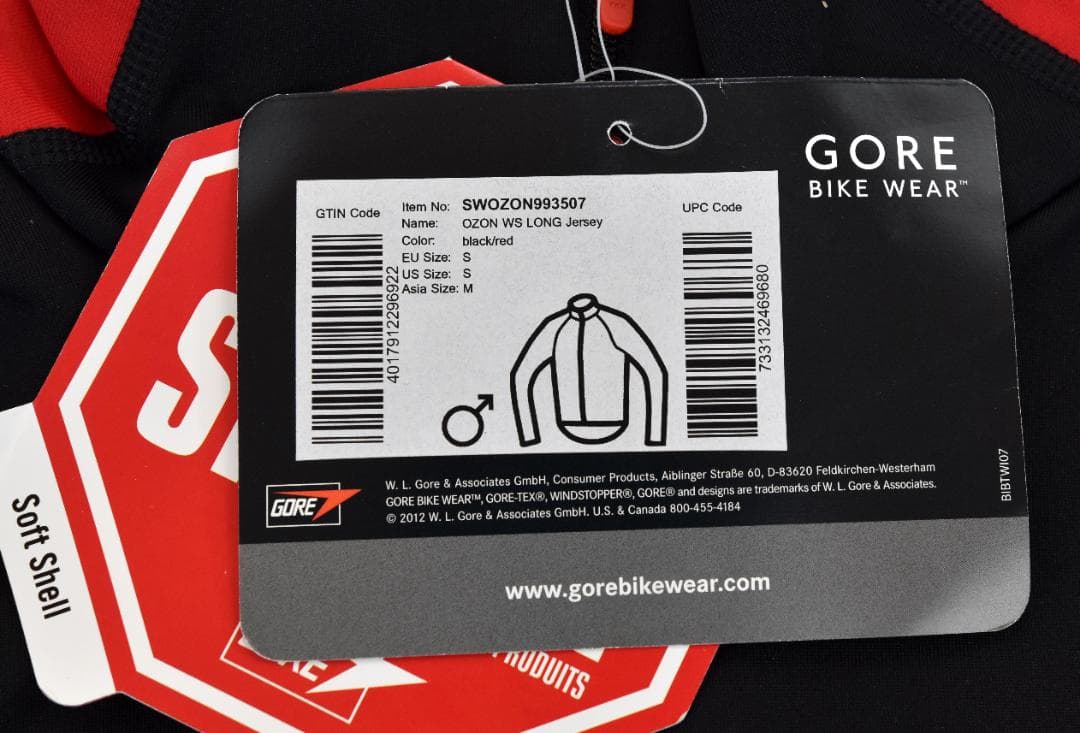 GORE
BIKE WEAR™
GTIN Code
Item No: SWOZON993507
Name: OZON WS LONG Jersey
Color: black/red
EU Size: S
US Size: S
Asia Size: M
UPC Code
4017912296922
733132469680
GORE
W. L. Gore & Associates GmbH, Consumer Products, Aiblinger Straße 60, D-83620 Feldkirchen-Westerham
GORE BIKE WEAR™, GORE-TEX®, WINDSTOPPER®, GORE® and designs are trademarks of W. L. Gore & Associates.
© 2012 W. L. Gore & Associates GmbH. U.S. & Canada 800-455-4184
BIBTWI07
www.gorebikewear.com
Soft Shell